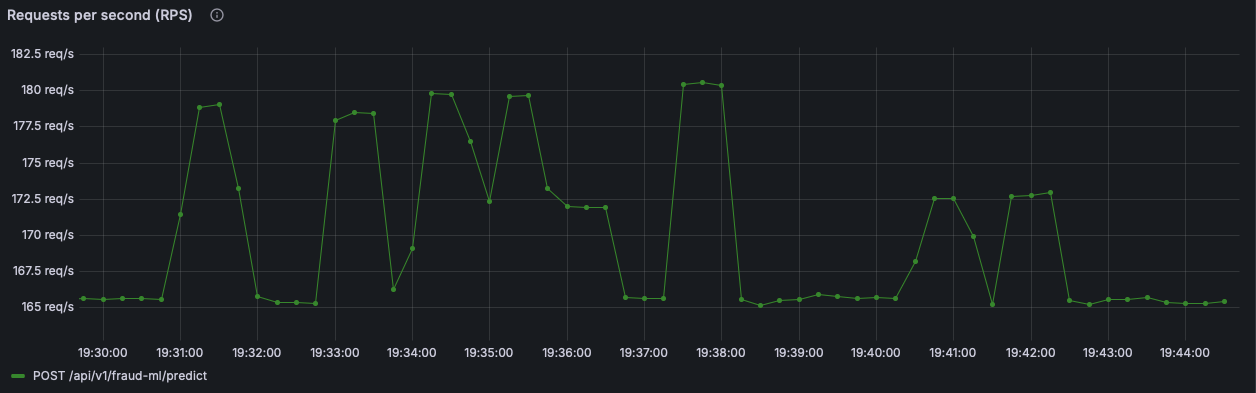 Requests per second (RPS)
182.5 req/s
180 req/s
177.5 req/s
175 req/s
172.5 req/s
170 req/s
167.5 req/s
165 req/s
19:30:00 19:31:00 19:32:00 19:33:00 19:34:00 19:35:00 19:36:00 19:37:00 19:38:00 19:39:00 19:40:00 19:41:00 19:42:00 19:43:00 19:44:00
POST /api/v1/fraud-ml/predict